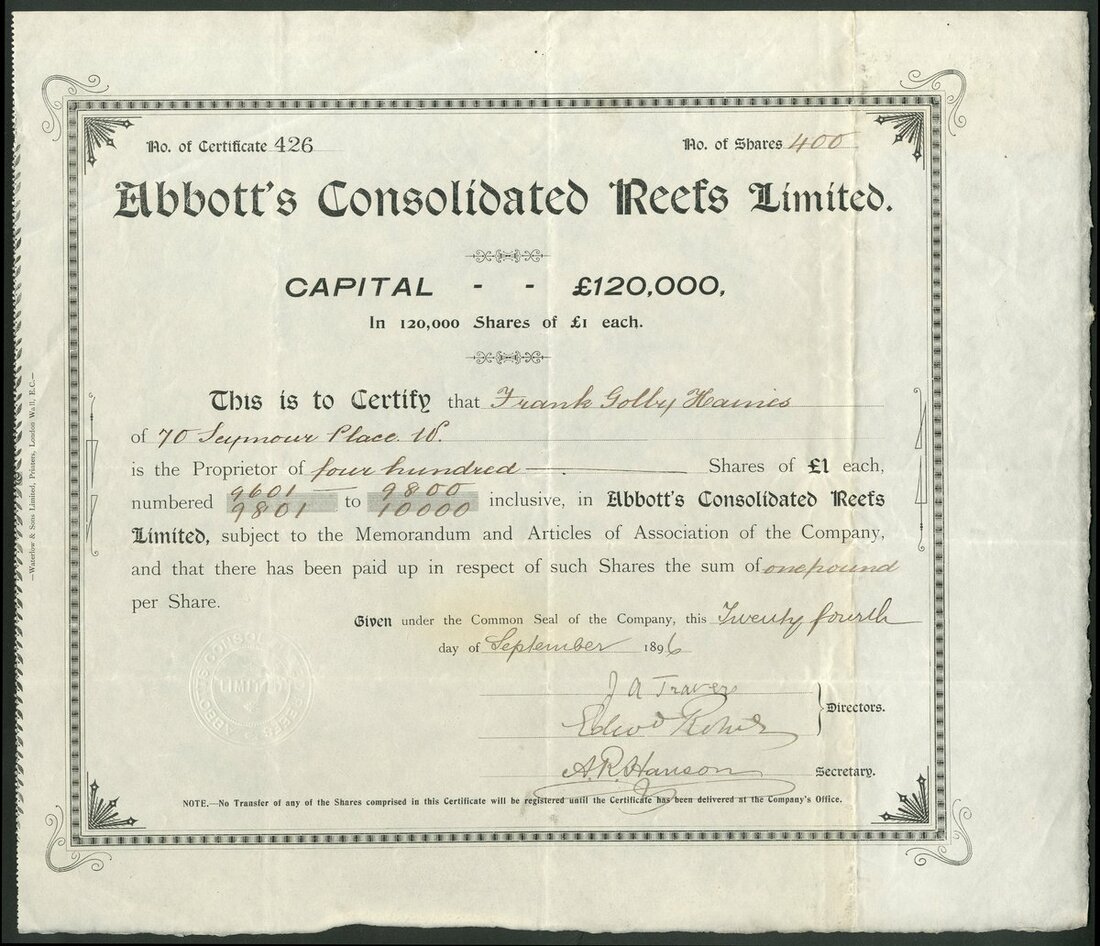 No. of Certificate 426 No. of Shares 400
Abbott's Consolidated Reefs Limited.
CAPITAL - - £120,000,
In 120,000 Shares of £1 each.
This is to Certify that Frank Golby Haines
of 70 Seymour Place. W.
is the Proprietor of four hundred Shares of £1 each,
9601 — 9800
numbered to inclusive, in Abbott's Consolidated Reefs
9801 10000
Limited, subject to the Memorandum and Articles of Association of the Company,
and that there has been paid up in respect of such Shares the sum of one pound
per Share.
Given under the Common Seal of the Company, this Twenty fourth
day of September 1896
J A Travers
Directors.
A.R. Hanson Secretary.
NOTE.—No Transfer of any of the Shares comprised in this Certificate will be registered until the Certificate has been delivered at the Company's Office.
—Waterlow & Sons Limited, Printers, London Wall, E.C.—
ABBOTT'S CONSOLIDATED REEFS
LIMITED